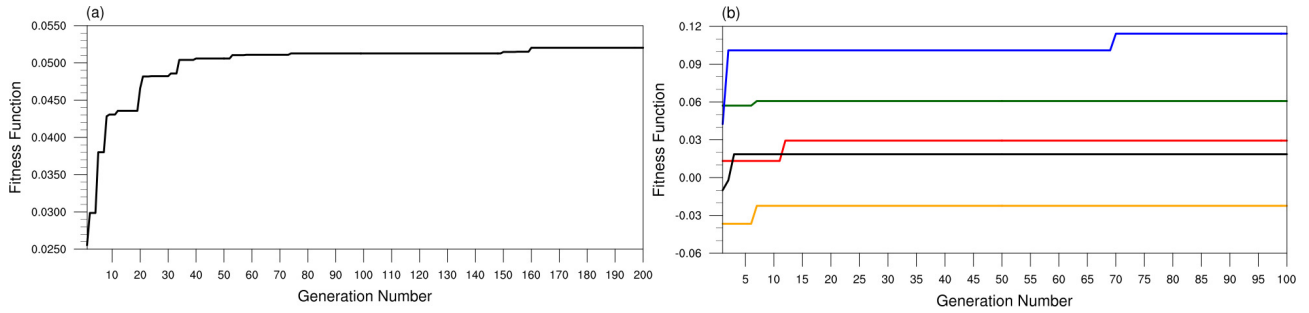 (a)
Fitness Function
0.0550
0.0500
0.0450
0.0400
0.0350
0.0300
0.0250
10 20 30 40 50 60 70 80 90 100 110 120 130 140 150 160 170 180 190 200
Generation Number
(b)
Fitness Function
0.12
0.09
0.06
0.03
0.00
-0.03
-0.06
5 10 15 20 25 30 35 40 45 50 55 60 65 70 75 80 85 90 95 100
Generation Number